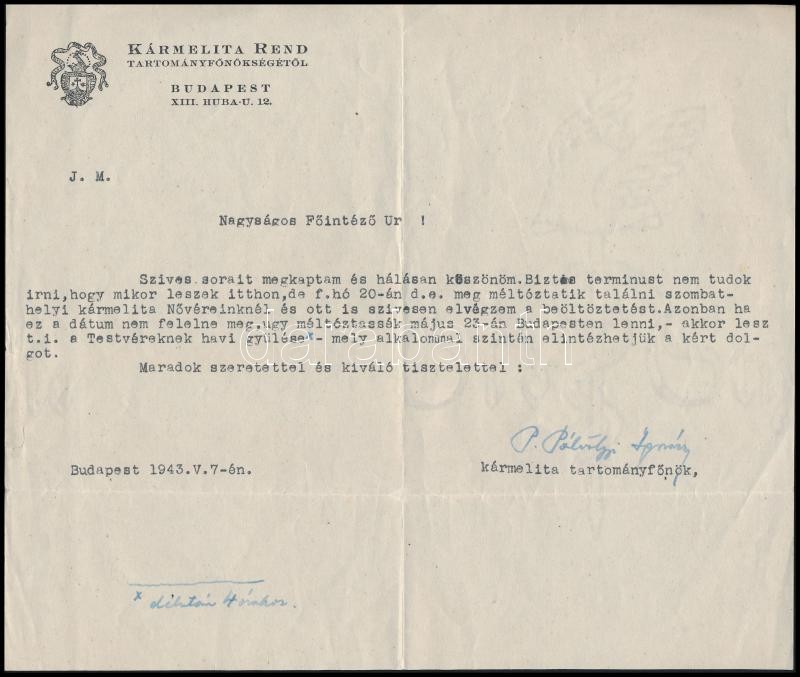 KÁRMELITA REND
TARTOMÁNYFŐNÖKSÉGÉTŐL
BUDAPEST
XIII. HUBA-U. 12.
J. M.
Nagyságos Főintéző Ur !
Szives sorait megkaptam és hálásan köszönöm.Biztos terminust nem tudok
irni,hogy mikor leszek itthon,de f.hó 20-án d.e. meg méltóztatik találni szombat-
helyi kármelita Nővéreinknél és ott is szivesen elvégzem a beöltöztetést.Azonban ha
ez a dátum nem felelne meg,ugy méltóztassék május 23-án Budapesten lenni,- akkor lesz
t.i. a Testvéreknek havi gyülése x - mely alkalommal szintén elintézhetjük a kért dol-
got.
Maradok szeretettel és kiváló tisztelettel :
P. Pálvölgyi Ignác
Budapest 1943.V.7-én.
kármelita tartományfőnök,
x délután 4 órakor.
darabanth